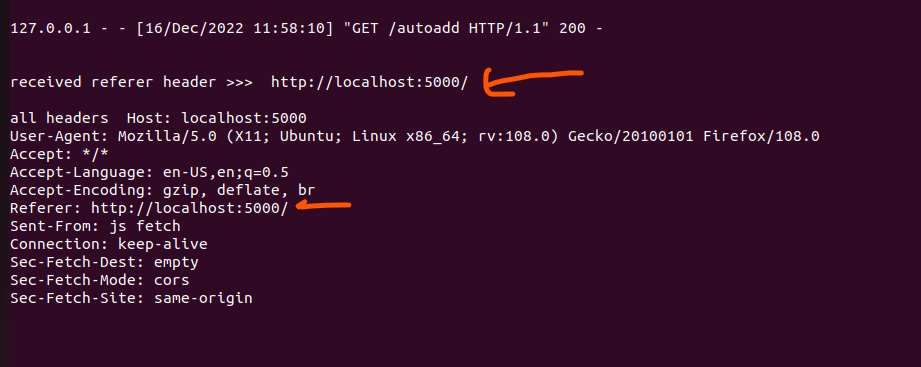 127.0.0.1 - - [16/Dec/2022 11:58:10] "GET /autoadd HTTP/1.1" 200 -
received referer header >>>  http://localhost:5000/
all headers  Host: localhost:5000
User-Agent: Mozilla/5.0 (X11; Ubuntu; Linux x86_64; rv:108.0) Gecko/20100101 Firefox/108.0
Accept: */*
Accept-Language: en-US,en;q=0.5
Accept-Encoding: gzip, deflate, br
Referer: http://localhost:5000/
Sent-From: js fetch
Connection: keep-alive
Sec-Fetch-Dest: empty
Sec-Fetch-Mode: cors
Sec-Fetch-Site: same-origin